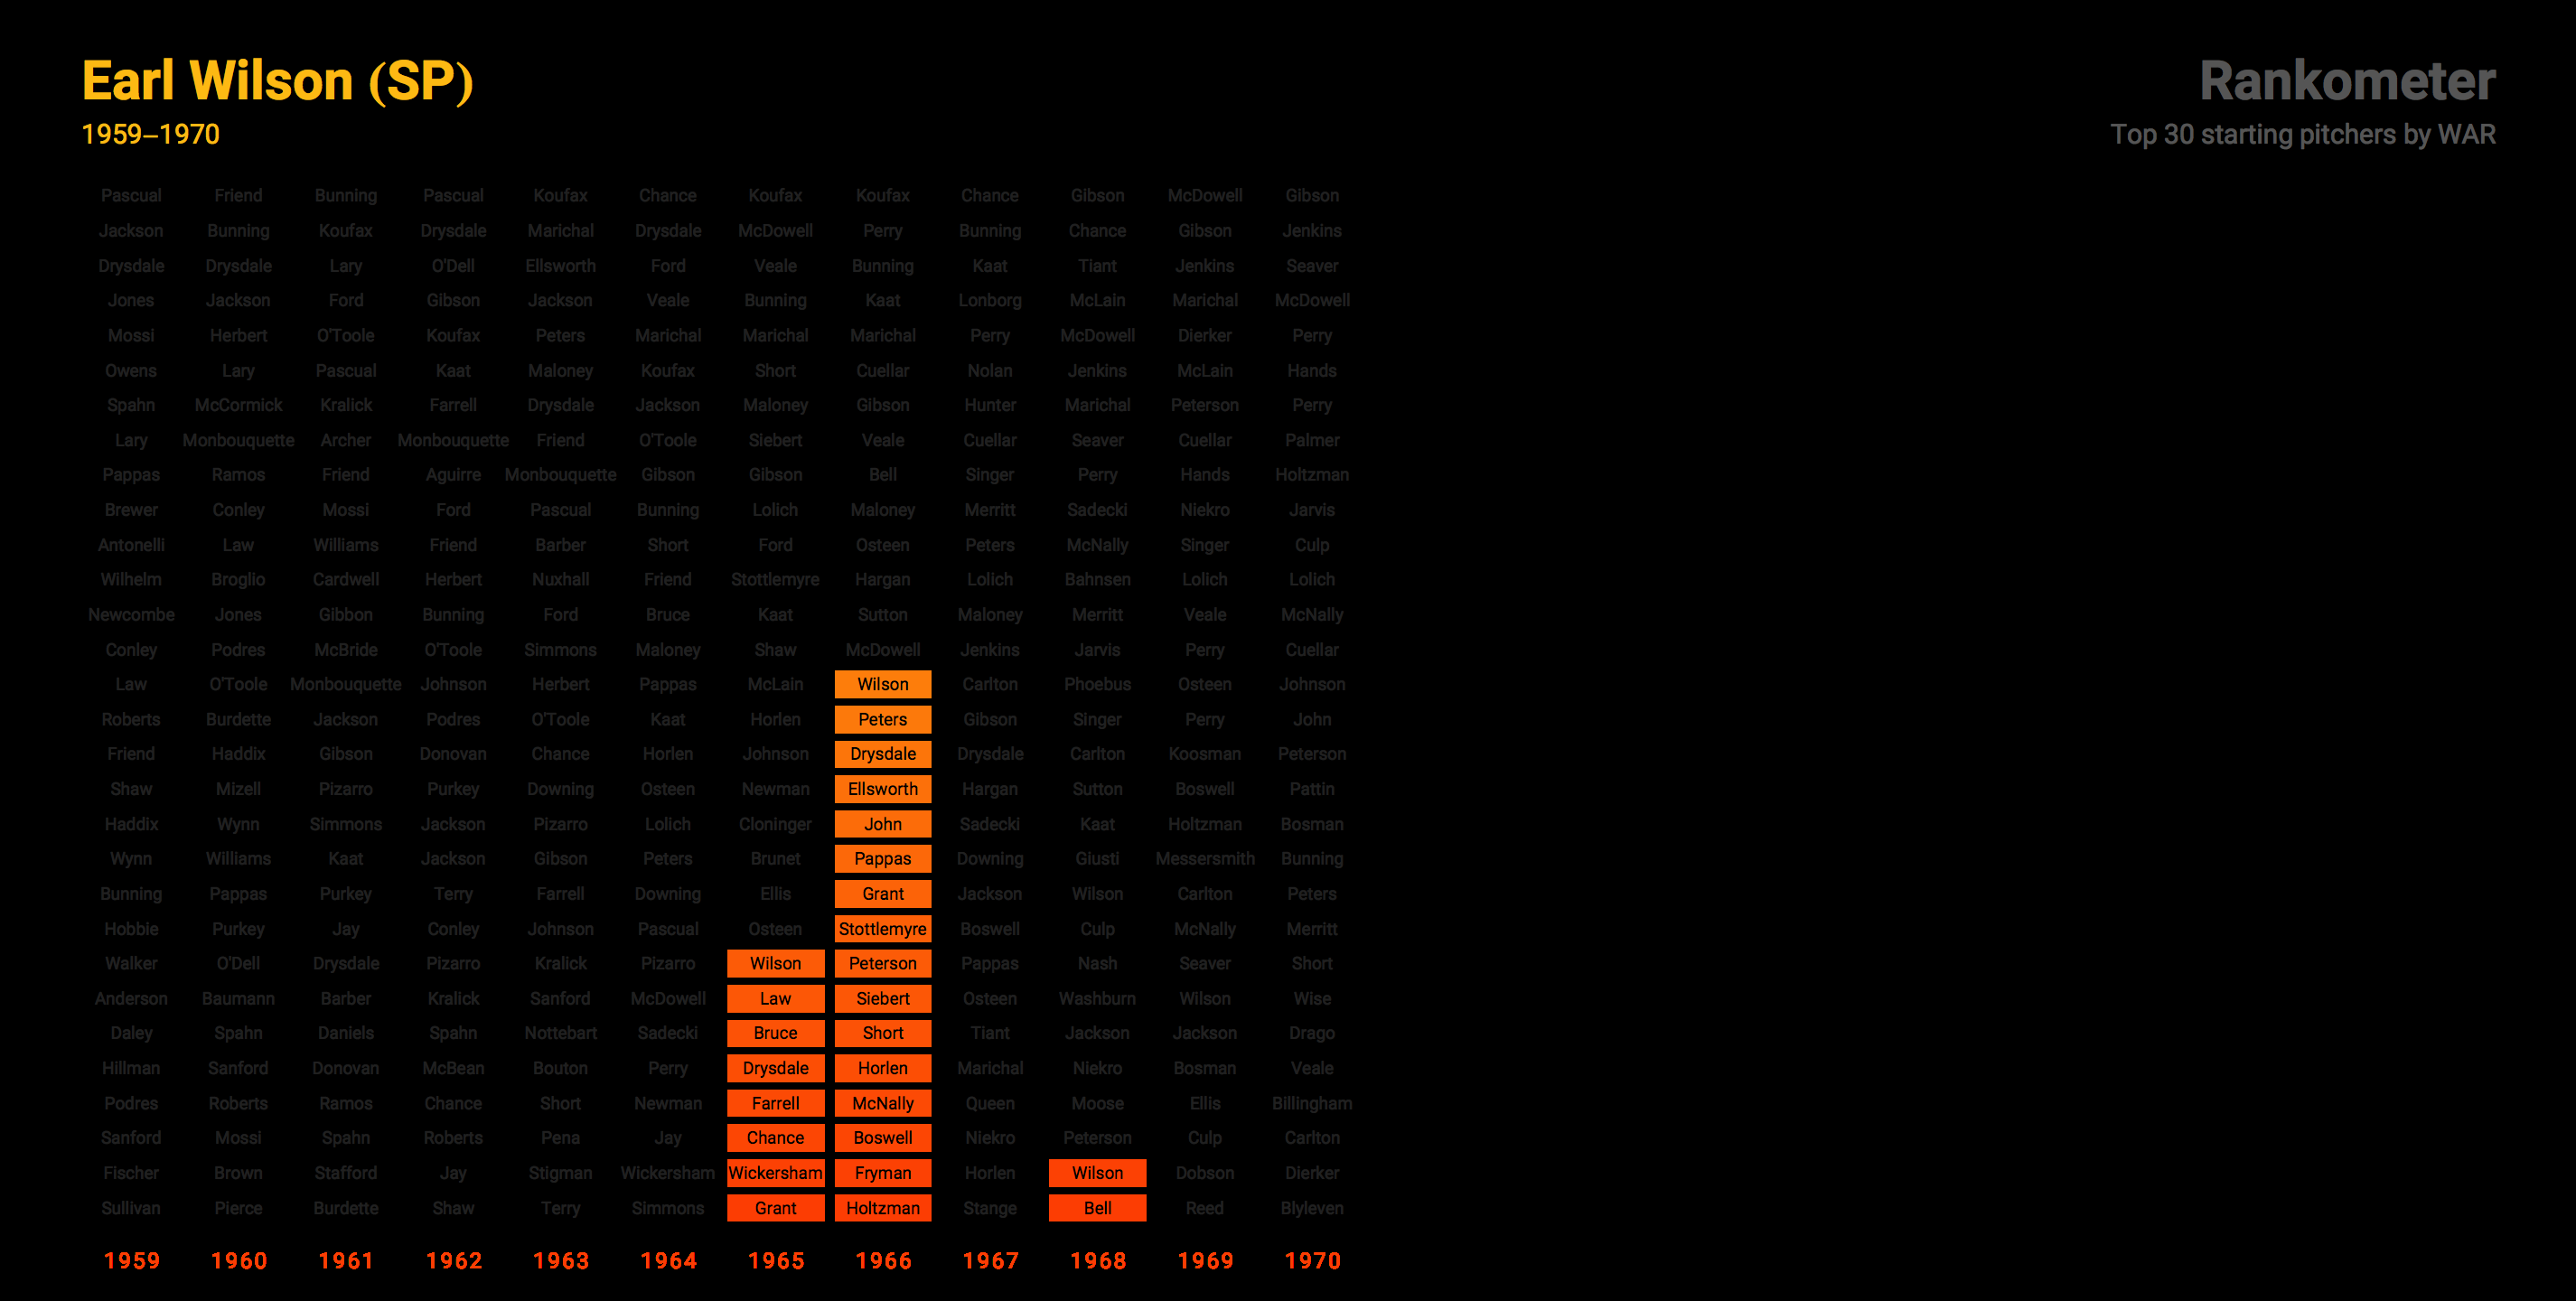 Earl Wilson (SP)
Rankometer
1959–1970
Top 30 starting pitchers by WAR
Pascual Friend Bunning Pascual Koufax Chance Koufax Koufax Chance Gibson McDowell Gibson
Jackson Bunning Koufax Drysdale Marichal Drysdale McDowell Perry Bunning Chance Gibson Jenkins
Drysdale Drysdale Lary O'Dell Ellsworth Ford Veale Bunning Kaat Tiant Jenkins Seaver
Jones Jackson Ford Gibson Jackson Veale Bunning Kaat Lonborg McLain Marichal McDowell
Mossi Herbert O'Toole Koufax Peters Marichal Marichal Marichal Perry McDowell Dierker Perry
Owens Lary Pascual Kaat Maloney Koufax Short Cuellar Nolan Jenkins McLain Hands
Spahn McCormick Kralick Farrell Drysdale Jackson Maloney Gibson Hunter Marichal Peterson Perry
Lary Monbouquette Archer Monbouquette Friend O'Toole Siebert Veale Cuellar Seaver Cuellar Palmer
Pappas Ramos Friend Aguirre Monbouquette Gibson Gibson Bell Singer Perry Hands Holtzman
Brewer Conley Mossi Ford Pascual Bunning Lolich Maloney Merritt Sadecki Niekro Jarvis
Antonelli Law Williams Friend Barber Short Ford Osteen Peters McNally Singer Culp
Wilhelm Broglio Cardwell Herbert Nuxhall Friend Stottlemyre Hargan Lolich Bahnsen Lolich Lolich
Newcombe Jones Gibbon Bunning Ford Bruce Kaat Sutton Maloney Merritt Veale McNally
Conley Podres McBride O'Toole Simmons Maloney Shaw McDowell Jenkins Jarvis Perry Cuellar
Law O'Toole Monbouquette Johnson Herbert Pappas McLain Wilson Carlton Phoebus Osteen Johnson
Roberts Burdette Jackson Podres O'Toole Kaat Horlen Peters Gibson Singer Perry John
Friend Haddix Gibson Donovan Chance Horlen Johnson Drysdale Drysdale Carlton Koosman Peterson
Shaw Mizell Pizarro Purkey Downing Osteen Newman Ellsworth Hargan Sutton Boswell Pattin
Haddix Wynn Simmons Jackson Pizarro Lolich Cloninger John Sadecki Kaat Holtzman Bosman
Wynn Williams Kaat Jackson Gibson Peters Brunet Pappas Downing Giusti Messersmith Bunning
Bunning Pappas Purkey Terry Farrell Downing Ellis Grant Jackson Wilson Carlton Peters
Hobbie Purkey Jay Conley Johnson Pascual Osteen Stottlemyre Boswell Culp McNally Merritt
Walker O'Dell Drysdale Pizarro Kralick Pizarro Wilson Peterson Pappas Nash Seaver Short
Anderson Baumann Barber Kralick Sanford McDowell Law Siebert Osteen Washburn Wilson Wise
Daley Spahn Daniels Spahn Nottebart Sadecki Bruce Short Tiant Jackson Jackson Drago
Hillman Sanford Donovan McBean Bouton Perry Drysdale Horlen Marichal Niekro Bosman Veale
Podres Roberts Ramos Chance Short Newman Farrell McNally Queen Moose Ellis Billingham
Sanford Mossi Spahn Roberts Pena Jay Chance Boswell Niekro Peterson Culp Carlton
Fischer Brown Stafford Jay Stigman Wickersham Wickersham Fryman Horlen Wilson Dobson Dierker
Sullivan Pierce Burdette Shaw Terry Simmons Grant Holtzman Stange Bell Reed Blyleven
1959 1960 1961 1962 1963 1964 1965 1966 1967 1968 1969 1970